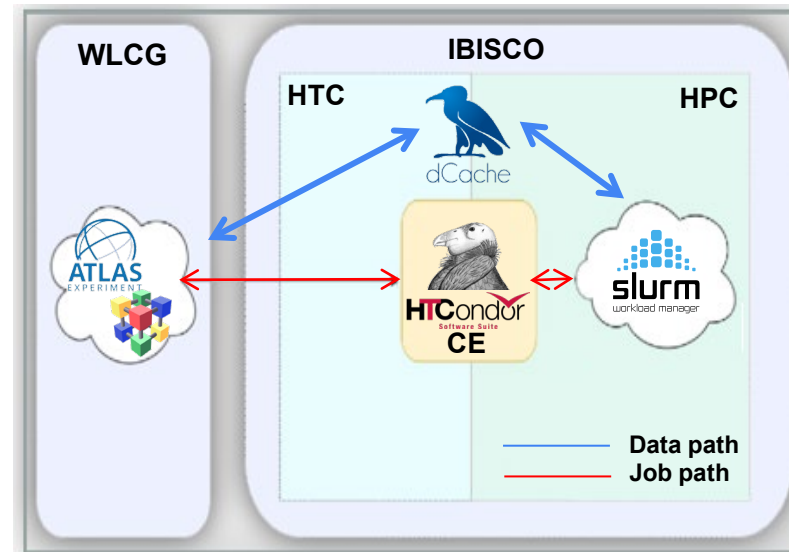 WLCG
IBISCO
HTC
HPC
dCache
ATLAS
EXPERIMENT
HTCondor
Software Suite
CE
slurm
workload manager
Data path
Job path